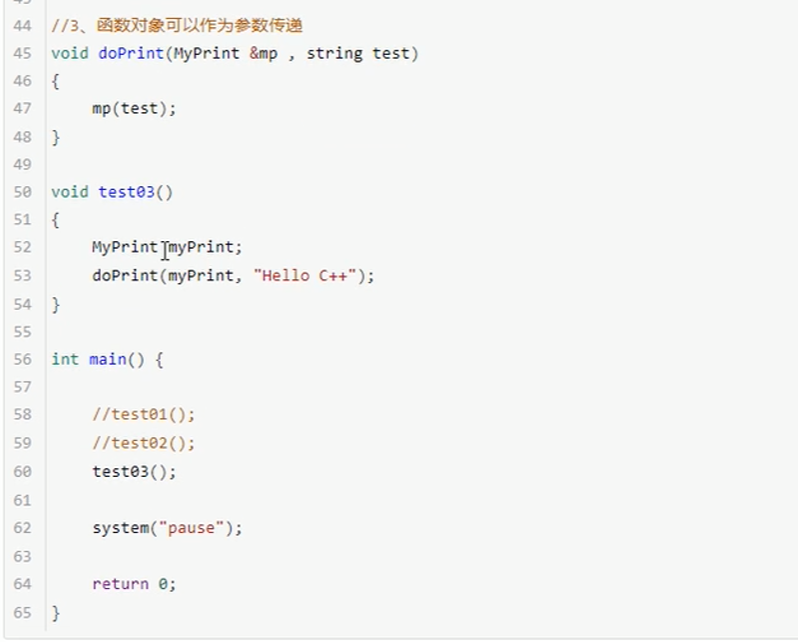 44 //3、函数对象可以作为参数传递
45 void doPrint(MyPrint &mp , string test)
46 {
47 mp(test);
48 }
49
50 void test03()
51 {
52 MyPrint myPrint;
53 doPrint(myPrint, "Hello C++");
54 }
55
56 int main() {
57
58 //test01();
59 //test02();
60 test03();
61
62 system("pause");
63
64 return 0;
65 }